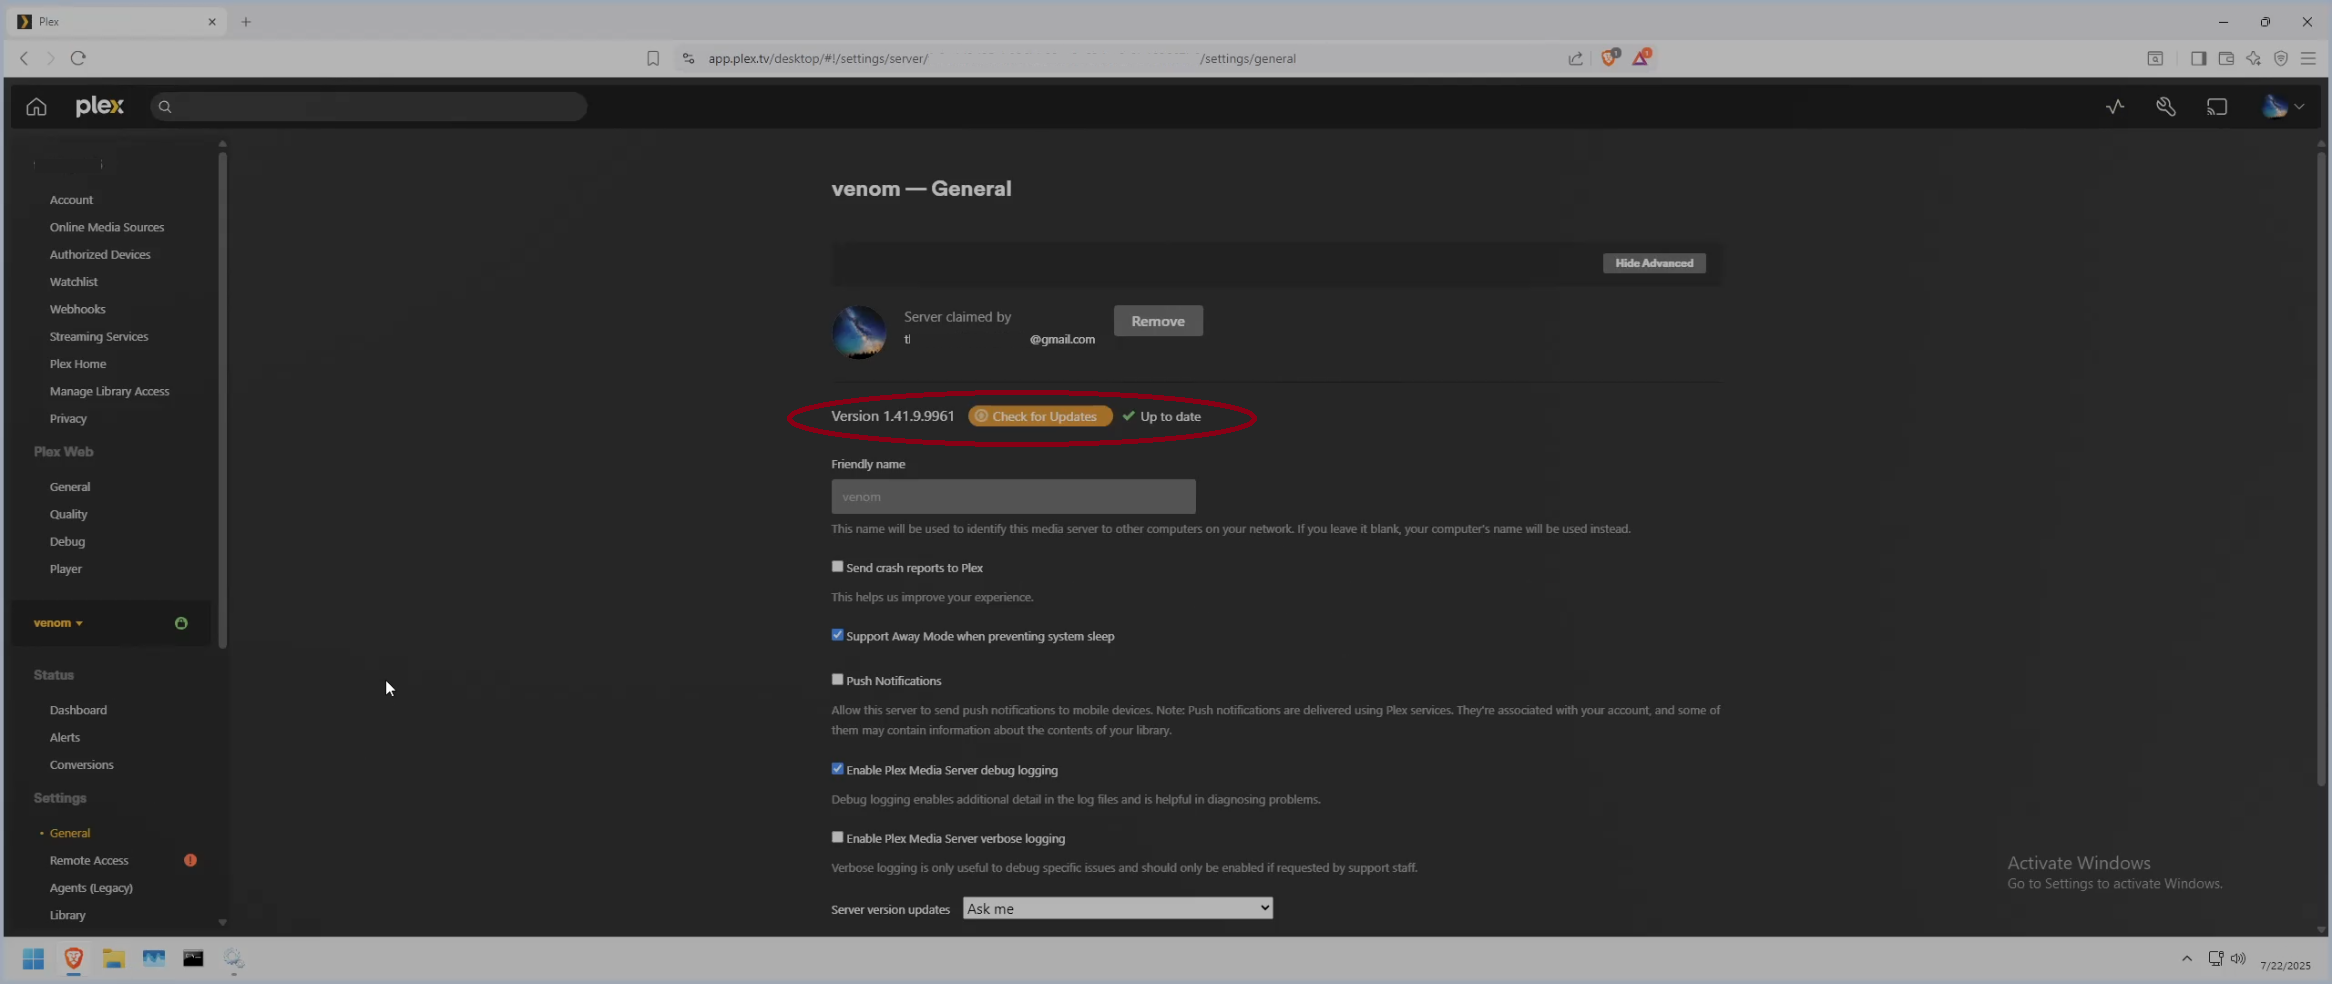 Plex
app.plex.tv/desktop/#!/settings/server/ /settings/general
plex
Account
Online Media Sources
Authorized Devices
Watchlist
Webhooks
Streaming Services
Plex Home
Manage Library Access
Privacy
Plex Web
General
Quality
Debug
Player
venom
Status
Dashboard
Alerts
Conversions
Settings
General
Remote Access
Agents (Legacy)
Library
venom — General
Hide Advanced
Server claimed by
@gmail.com
Remove
Version 1.41.9.9961 Check for Updates Up to date
Friendly name
venom
This name will be used to identify this media server to other computers on your network. If you leave it blank, your computer's name will be used instead.
Send crash reports to Plex
This helps us improve your experience.
Support Away Mode when preventing system sleep
Push Notifications
Allow this server to send push notifications to mobile devices. Note: Push notifications are delivered using Plex services. They're associated with your account, and some of
them may contain information about the contents of your library.
Enable Plex Media Server debug logging
Debug logging enables additional detail in the log files and is helpful in diagnosing problems.
Enable Plex Media Server verbose logging
Verbose logging is only useful to debug specific issues and should only be enabled if requested by support staff.
Server version updates Ask me
Activate Windows
Go to Settings to activate Windows.
7/22/2025